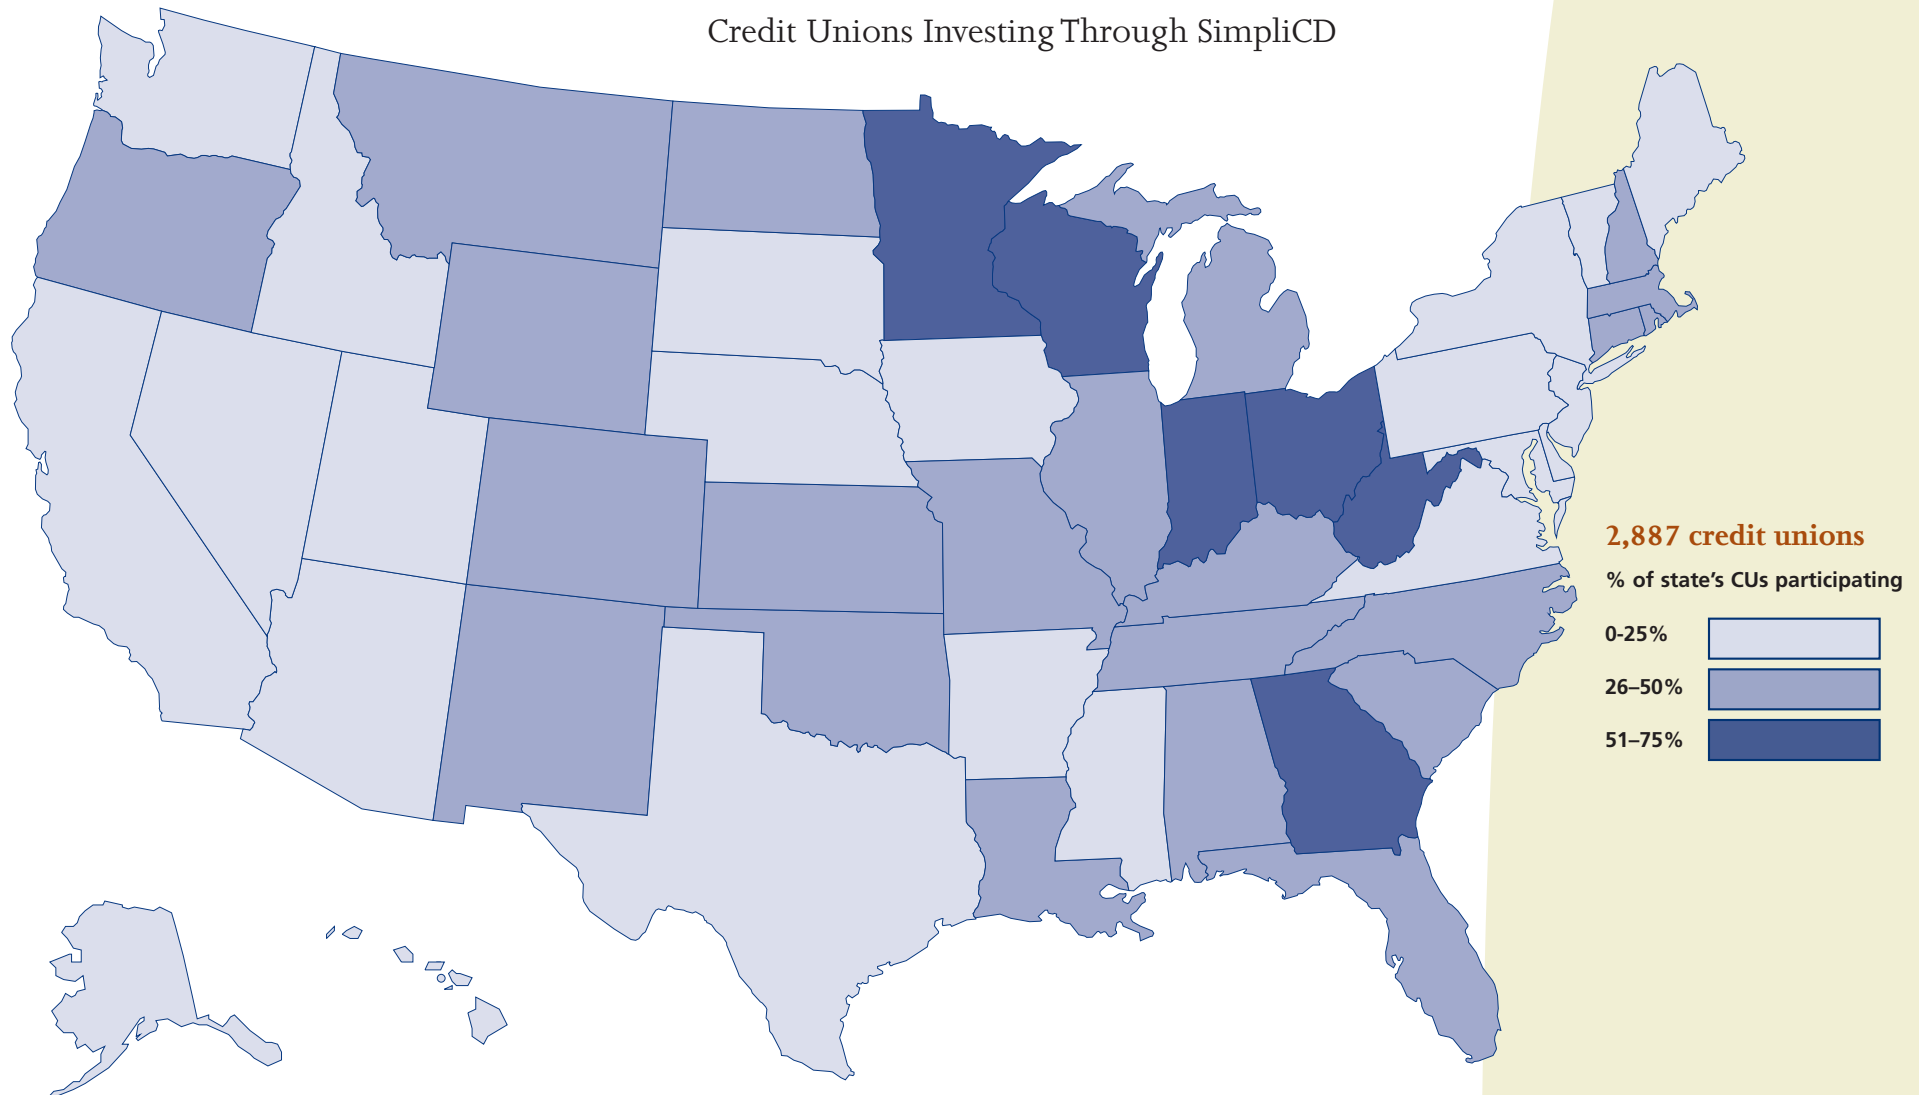 Credit Unions Investing Through SimpliCD
2,887 credit unions
% of state’s CUs participating
0-25%
26–50%
51–75%